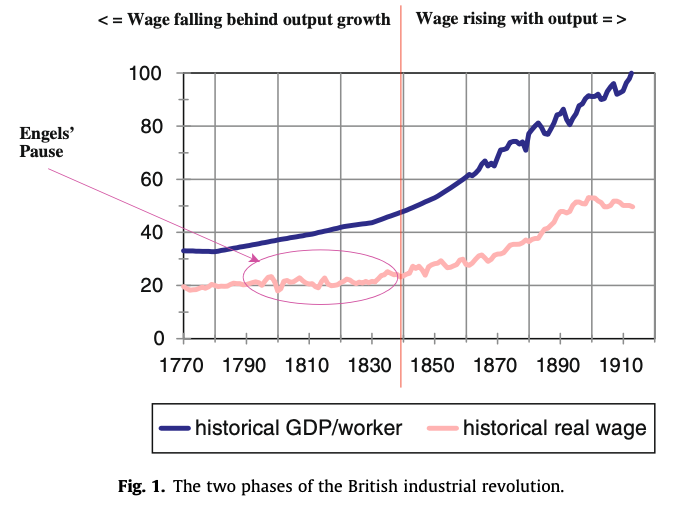 < = Wage falling behind output growth
Wage rising with output = >
Engels’
Pause
100
80
60
40
20
0
1770 1790 1810 1830 1850 1870 1890 1910
historical GDP/worker historical real wage
Fig. 1. The two phases of the British industrial revolution.